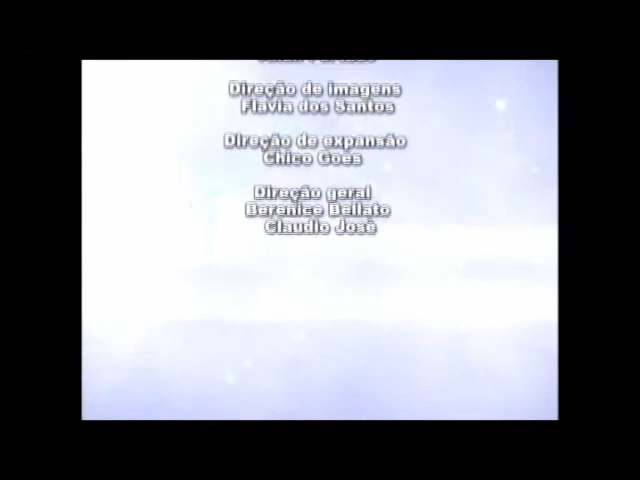 Direção de imagens
Flavia dos Santos
Direção de expansão
Chico Goes
Direção geral
Berenice Bellato
Claudio José